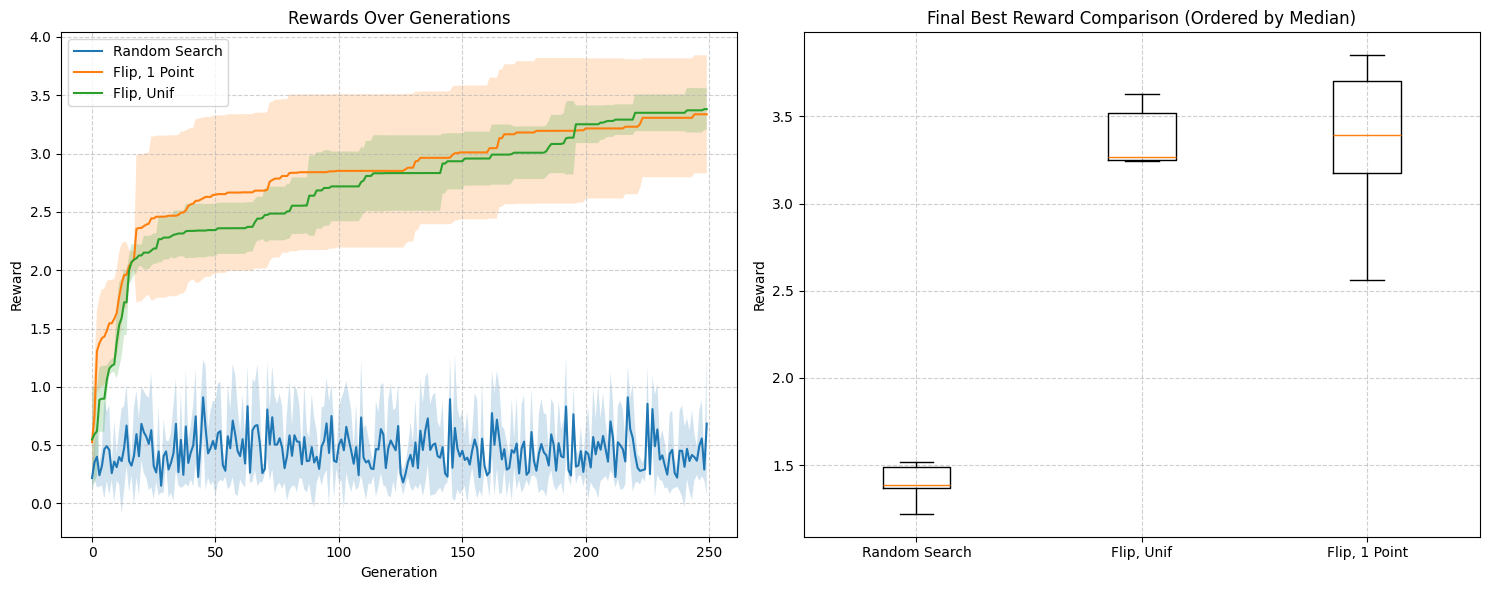 Rewards Over Generations
Reward
4.0
3.5
3.0
2.5
2.0
1.5
1.0
0.5
0.0
Random Search
Flip, 1 Point
Flip, Unif
0 50 100 150 200 250
Generation
Final Best Reward Comparison (Ordered by Median)
Reward
3.5
3.0
2.5
2.0
1.5
Random Search Flip, Unif Flip, 1 Point